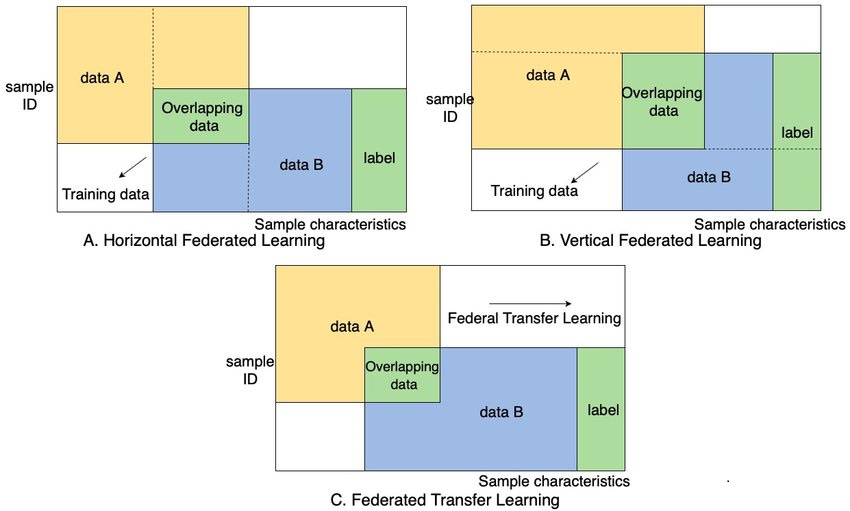 data A
sample
ID
Overlapping
data
data B
label
Training data
Sample characteristics
A. Horizontal Federated Learning
data A
sample
ID
Overlapping
data
label
data B
Training data
Sample characteristics
B. Vertical Federated Learning
data A
Federal Transfer Learning
sample
ID
Overlapping
data
data B
label
Sample characteristics
C. Federated Transfer Learning